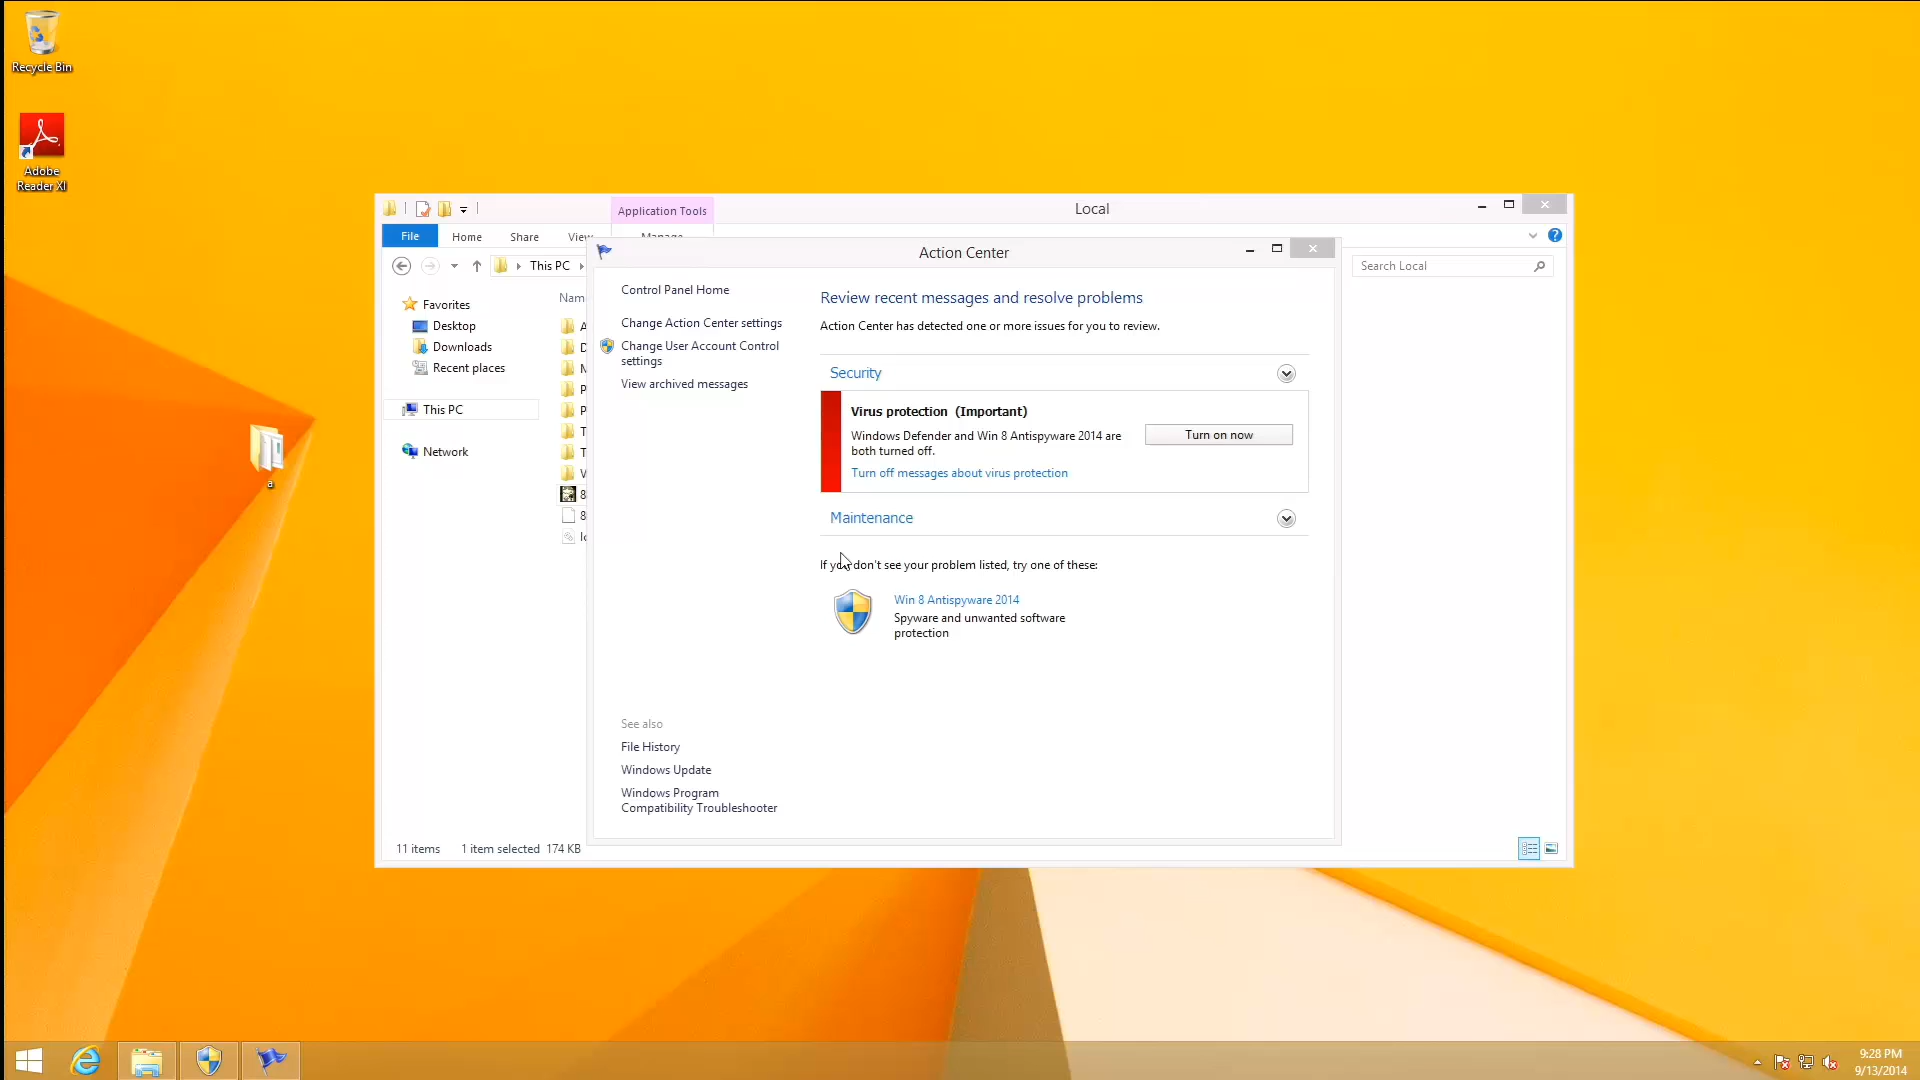 Recycle Bin
Adobe
Reader XI
a
Application Tools
Local
File
Home
Share
View
Manage
This PC
Search Local
Favorites
Desktop
Downloads
Recent places
This PC
Network
Action Center
Control Panel Home
Change Action Center settings
Change User Account Control
settings
View archived messages
Review recent messages and resolve problems
Action Center has detected one or more issues for you to review.
Security
Virus protection (Important)
Windows Defender and Win 8 Antispyware 2014 are
both turned off.
Turn on now
Turn off messages about virus protection
Maintenance
If you don't see your problem listed, try one of these:
Win 8 Antispyware 2014
Spyware and unwanted software
protection
See also
File History
Windows Update
Windows Program
Compatibility Troubleshooter
11 items 1 item selected 174 KB
9:28 PM
9/13/2014